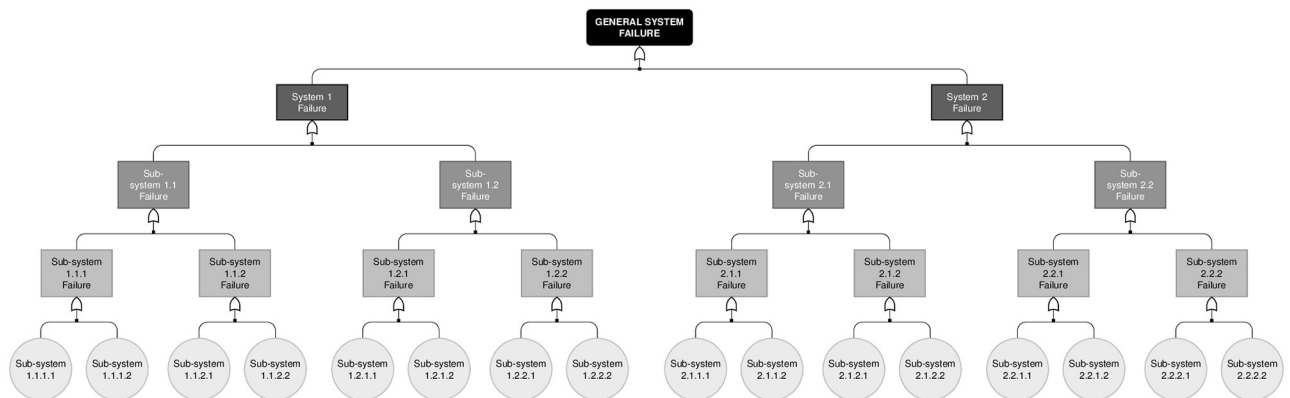 GENERAL SYSTEM
FAILURE
System 1
Failure
System 2
Failure
Sub-
system 1.1
Failure
Sub-
system 1.2
Failure
Sub-
system 2.1
Failure
Sub-
system 2.2
Failure
Sub-system
1.1.1
Failure
Sub-system
1.1.2
Failure
Sub-system
1.2.1
Failure
Sub-system
1.2.2
Failure
Sub-system
2.1.1
Failure
Sub-system
2.1.2
Failure
Sub-system
2.2.1
Failure
Sub-system
2.2.2
Failure
Sub-system
1.1.1.1
Sub-system
1.1.1.2
Sub-system
1.1.2.1
Sub-system
1.1.2.2
Sub-system
1.2.1.1
Sub-system
1.2.1.2
Sub-system
1.2.2.1
Sub-system
1.2.2.2
Sub-system
2.1.1.1
Sub-system
2.1.1.2
Sub-system
2.1.2.1
Sub-system
2.1.2.2
Sub-system
2.2.1.1
Sub-system
2.2.1.2
Sub-system
2.2.2.1
Sub-system
2.2.2.2